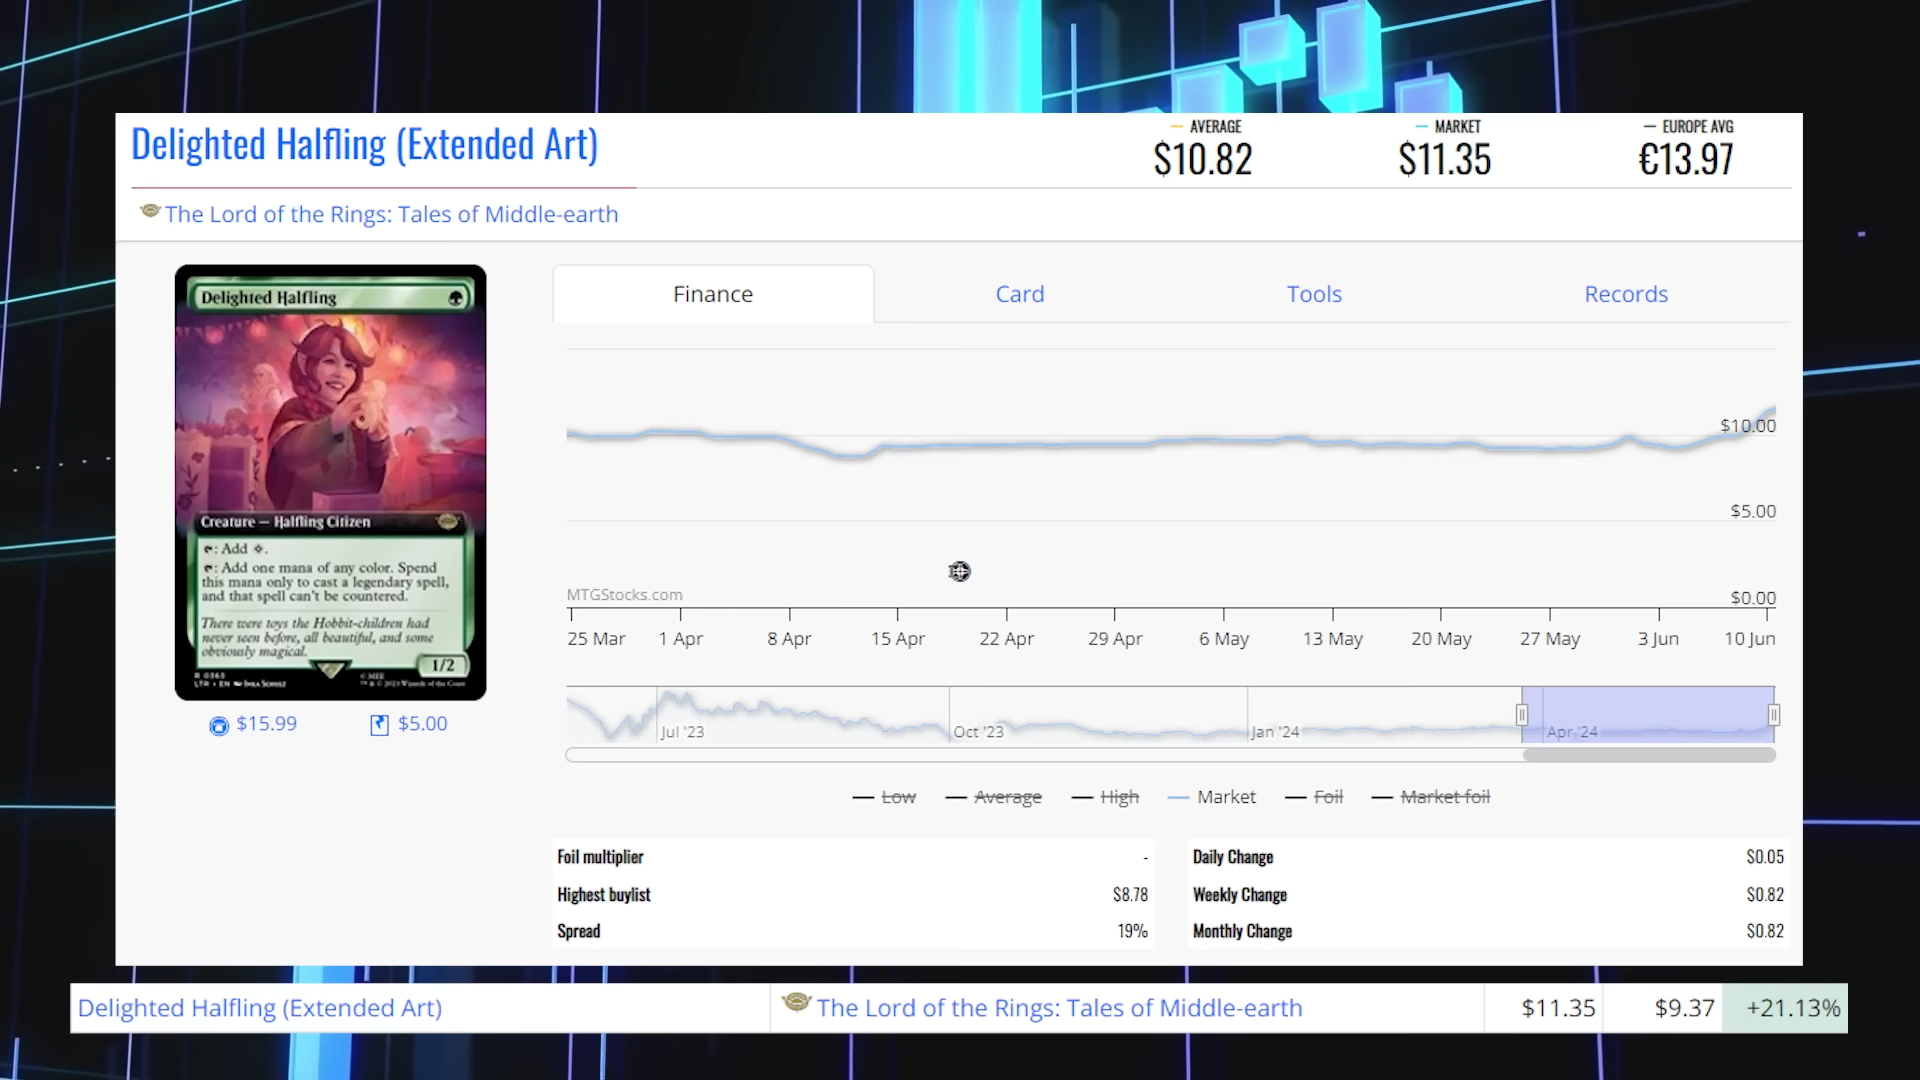 Delighted Halfling (Extended Art)
AVERAGE
$10.82
MARKET
$11.35
EUROPE AVG
€13.97
The Lord of the Rings: Tales of Middle-earth
Delighted Halfling
Creature — Halfling Citizen
: Add .
: Add one mana of any color. Spend
this mana only to cast a legendary spell,
and that spell can't be countered.
There were toys the Hobbit-children had
never seen before, all beautiful, and some
obviously magical.
1/2
R 0363
LTR • EN
$15.99
$5.00
Finance
Card
Tools
Records
$10.00
$5.00
$0.00
MTGStocks.com
25 Mar
1 Apr
8 Apr
15 Apr
22 Apr
29 Apr
6 May
13 May
20 May
27 May
3 Jun
10 Jun
Jul '23
Oct '23
Jan '24
Apr '24
Low
Average
High
Market
Foil
Market foil
Foil multiplier -
Highest buylist $8.78
Spread 19%
Daily Change $0.05
Weekly Change $0.82
Monthly Change $0.82
Delighted Halfling (Extended Art) The Lord of the Rings: Tales of Middle-earth $11.35 $9.37 +21.13%